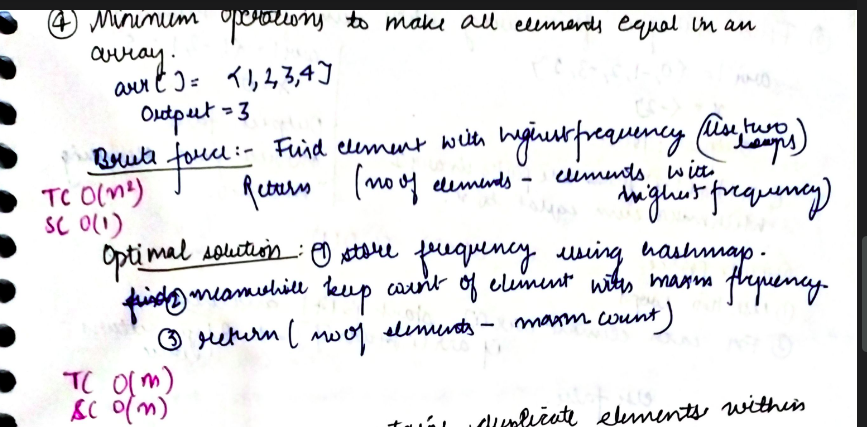 ④ Minimum operations to make all elements equal in an
array.
arr[] = {1,2,3,4}
Output = 3
Brute force :- Find element with highest frequency (Use two loops)
Return (no of elements - elements with highest frequency)
TC O(n²)
SC O(1)
Optimal solution : ① store frequency using hashmap.
② meanwhile keep count of element with maxm frequency
③ return ( no of elements - maxm count)
TC O(n)
SC O(n)
duplicate elements within